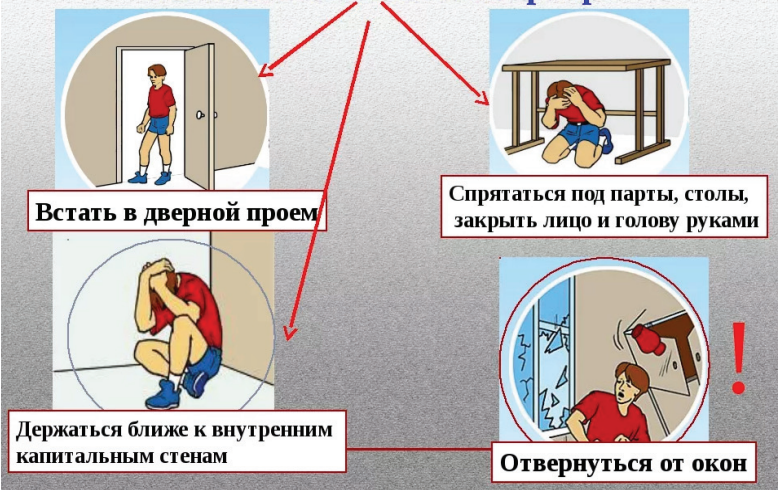 Встать в дверной проем
Спрятаться под парты, столы,
закрыть лицо и голову руками
Держаться ближе к внутренним
капитальным стенам
!
Отвернуться от окон